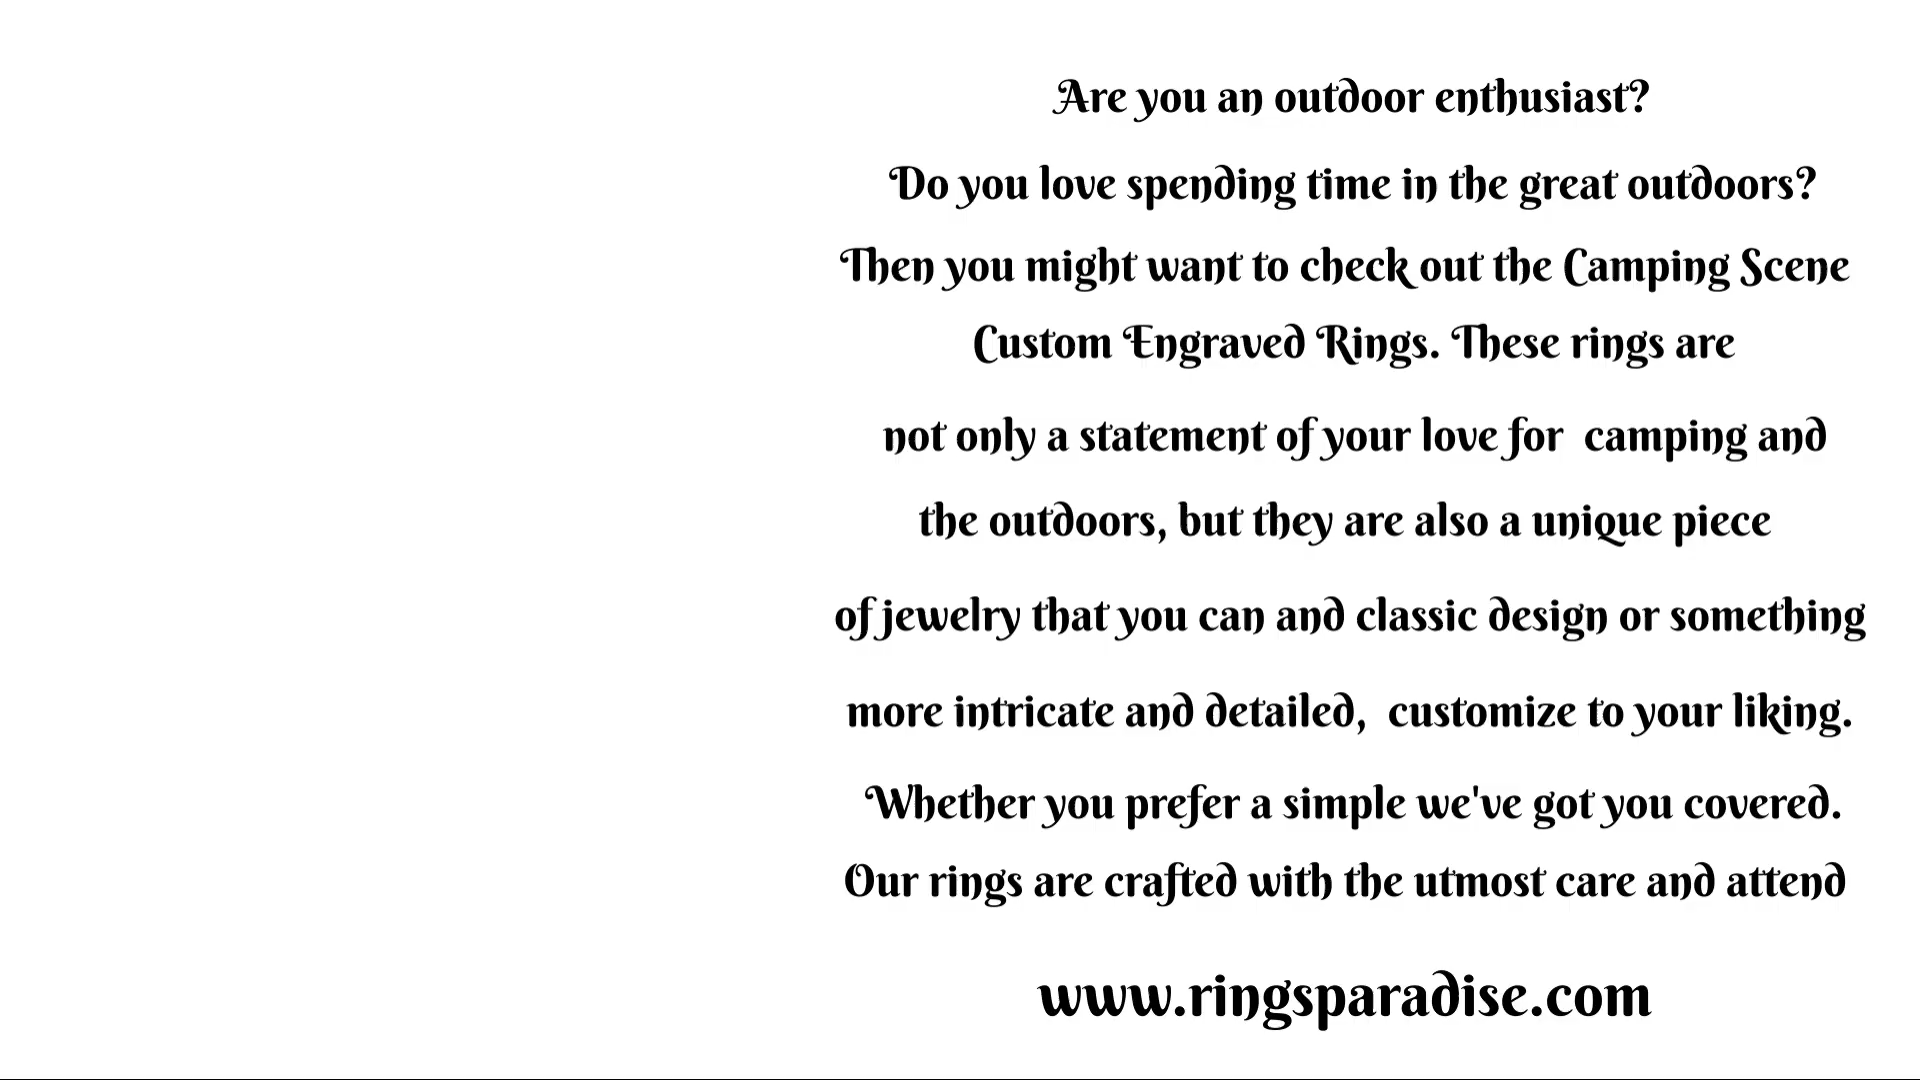 Are you an outdoor enthusiast?
Do you love spending time in the great outdoors?
Then you might want to check out the Camping Scene
Custom Engraved Rings. These rings are
not only a statement of your love for  camping and
the outdoors, but they are also a unique piece
of jewelry that you can and classic design or something
more intricate and detailed,  customize to your liking.
Whether you prefer a simple we've got you covered.
Our rings are crafted with the utmost care and attend
www.ringsparadise.com